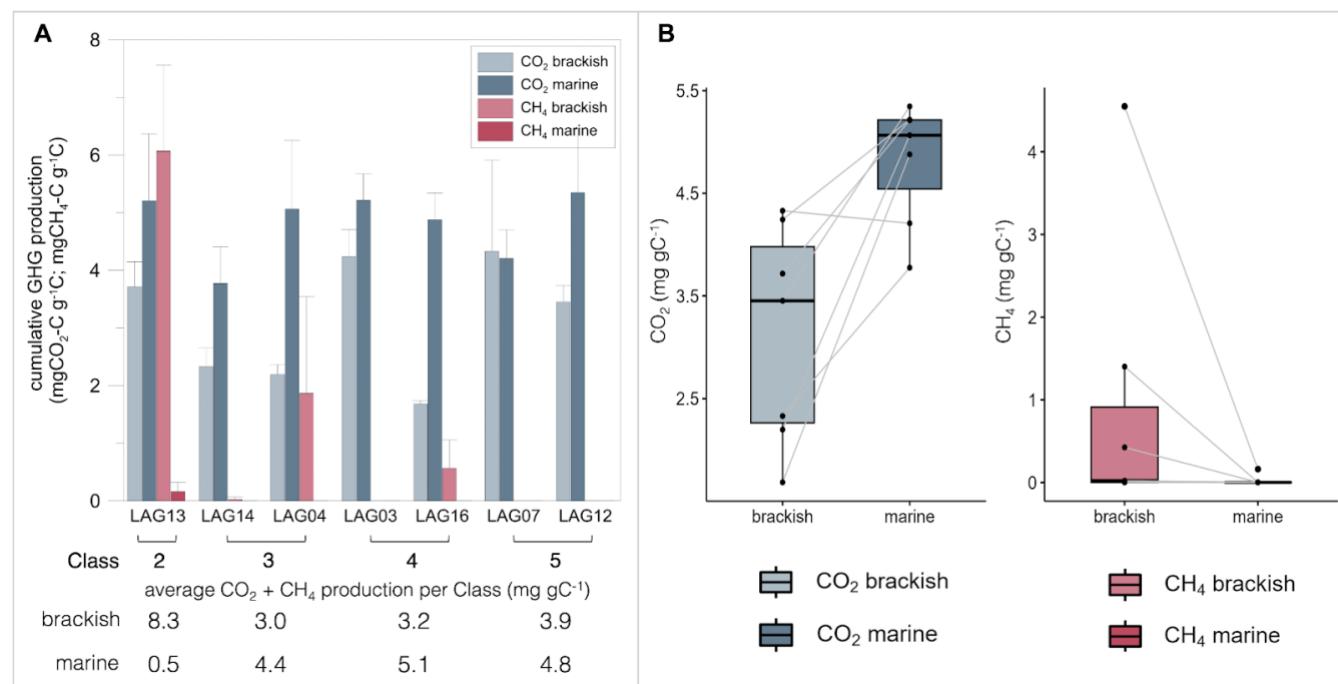 A
8
6
4
2
0
cumulative GHG production
(mgCO₂-C g⁻¹C; mgCH₄-C g⁻¹C)
CO₂ brackish
CO₂ marine
CH₄ brackish
CH₄ marine
LAG13 LAG14 LAG04 LAG03 LAG16 LAG07 LAG12
Class 2 3 4 5
average CO₂ + CH₄ production per Class (mg gC⁻¹)
brackish 8.3 3.0 3.2 3.9
marine 0.5 4.4 5.1 4.8
B
5.5
4.5
3.5
2.5
CO₂ (mg gC⁻¹)
brackish marine
4
3
2
1
0
CH₄ (mg gC⁻¹)
brackish marine
CO₂ brackish
CO₂ marine
CH₄ brackish
CH₄ marine